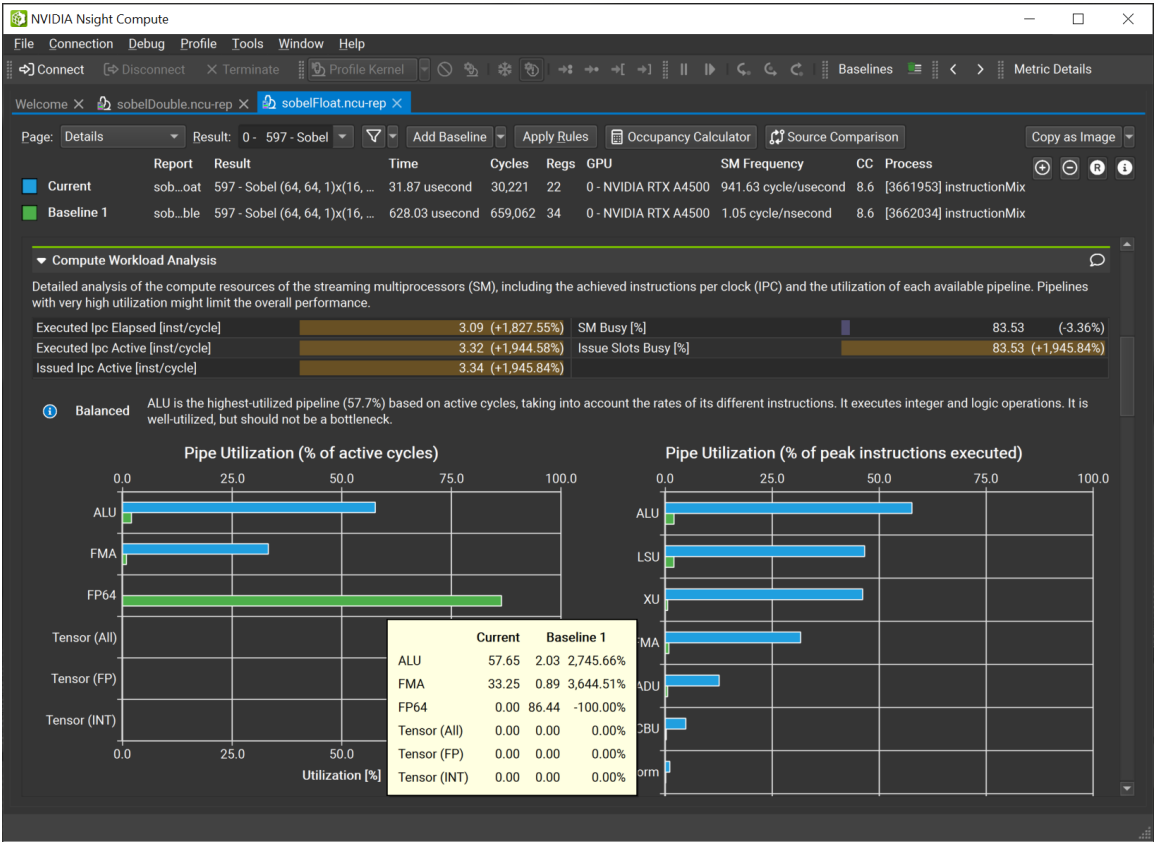 NVIDIA Nsight Compute
File Connection Debug Profile Tools Window Help
Connect Disconnect Terminate Profile Kernel Baselines Metric Details
Welcome sobelDouble.ncu-rep sobelFloat.ncu-rep
Page: Details Result: 0 - 597 - Sobel Add Baseline Apply Rules Occupancy Calculator Source Comparison Copy as Image
Report Result Time Cycles Regs GPU SM Frequency CC Process
Current sob...oat 597 - Sobel (64, 64, 1)x(16, ... 31.87 usecond 30,221 22 0 - NVIDIA RTX A4500 941.63 cycle/usecond 8.6 [3661953] instructionMix
Baseline 1 sob...ble 597 - Sobel (64, 64, 1)x(16, ... 628.03 usecond 659,062 34 0 - NVIDIA RTX A4500 1.05 cycle/nsecond 8.6 [3662034] instructionMix
Compute Workload Analysis
Detailed analysis of the compute resources of the streaming multiprocessors (SM), including the achieved instructions per clock (IPC) and the utilization of each available pipeline. Pipelines
with very high utilization might limit the overall performance.
Executed Ipc Elapsed [inst/cycle] 3.09 (+1,827.55%) SM Busy [%] 83.53 (-3.36%)
Executed Ipc Active [inst/cycle] 3.32 (+1,944.58%) Issue Slots Busy [%] 83.53 (+1,945.84%)
Issued Ipc Active [inst/cycle] 3.34 (+1,945.84%)
Balanced
ALU is the highest-utilized pipeline (57.7%) based on active cycles, taking into account the rates of its different instructions. It executes integer and logic operations. It is
well-utilized, but should not be a bottleneck.
Pipe Utilization (% of active cycles)
0.0 25.0 50.0 75.0 100.0
ALU
FMA
FP64
Tensor (All)
Tensor (FP)
Tensor (INT)
0.0 25.0 50.0
Utilization [%]
Current Baseline 1
ALU 57.65 2.03 2,745.66%
FMA 33.25 0.89 3,644.51%
FP64 0.00 86.44 -100.00%
Tensor (All) 0.00 0.00 0.00%
Tensor (FP) 0.00 0.00 0.00%
Tensor (INT) 0.00 0.00 0.00%
Pipe Utilization (% of peak instructions executed)
0.0 25.0 50.0 75.0 100.0
ALU
LSU
XU
FMA
ADU
CBU
orm